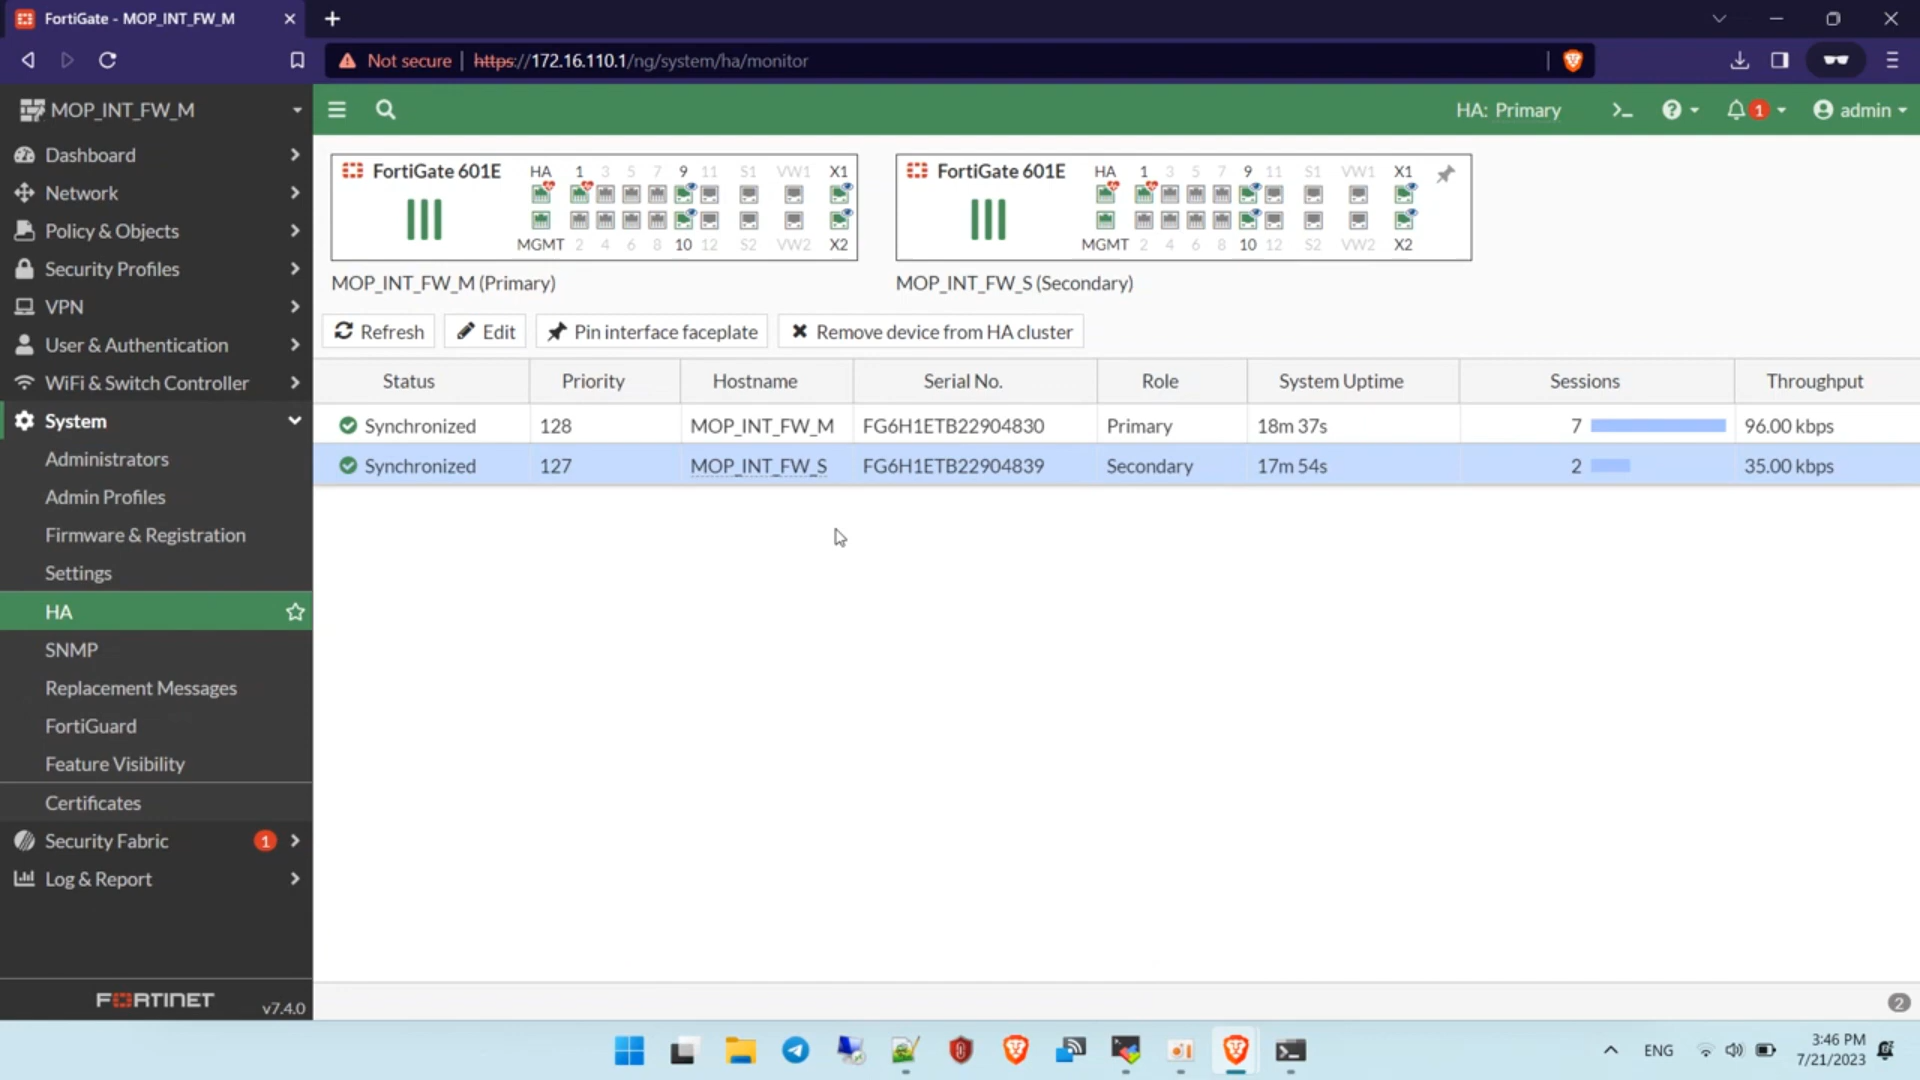 FortiGate - MOP_INT_FW_M
Not secure https://172.16.110.1/ng/system/ha/monitor
MOP_INT_FW_M
HA: Primary
1
admin
Dashboard
Network
Policy & Objects
Security Profiles
VPN
User & Authentication
WiFi & Switch Controller
System
Administrators
Admin Profiles
Firmware & Registration
Settings
HA
SNMP
Replacement Messages
FortiGuard
Feature Visibility
Certificates
Security Fabric 1
Log & Report
FORTINET v7.4.0
FortiGate 601E HA 1 3 5 7 9 11 S1 VW1 X1
MGMT 2 4 6 8 10 12 S2 VW2 X2
MOP_INT_FW_M (Primary)
FortiGate 601E HA 1 3 5 7 9 11 S1 VW1 X1
MGMT 2 4 6 8 10 12 S2 VW2 X2
MOP_INT_FW_S (Secondary)
Refresh Edit Pin interface faceplate Remove device from HA cluster
Status Priority Hostname Serial No. Role System Uptime Sessions Throughput
Synchronized 128 MOP_INT_FW_M FG6H1ETB22904830 Primary 18m 37s 7 96.00 kbps
Synchronized 127 MOP_INT_FW_S FG6H1ETB22904839 Secondary 17m 54s 2 35.00 kbps
2
ENG
3:46 PM
7/21/2023